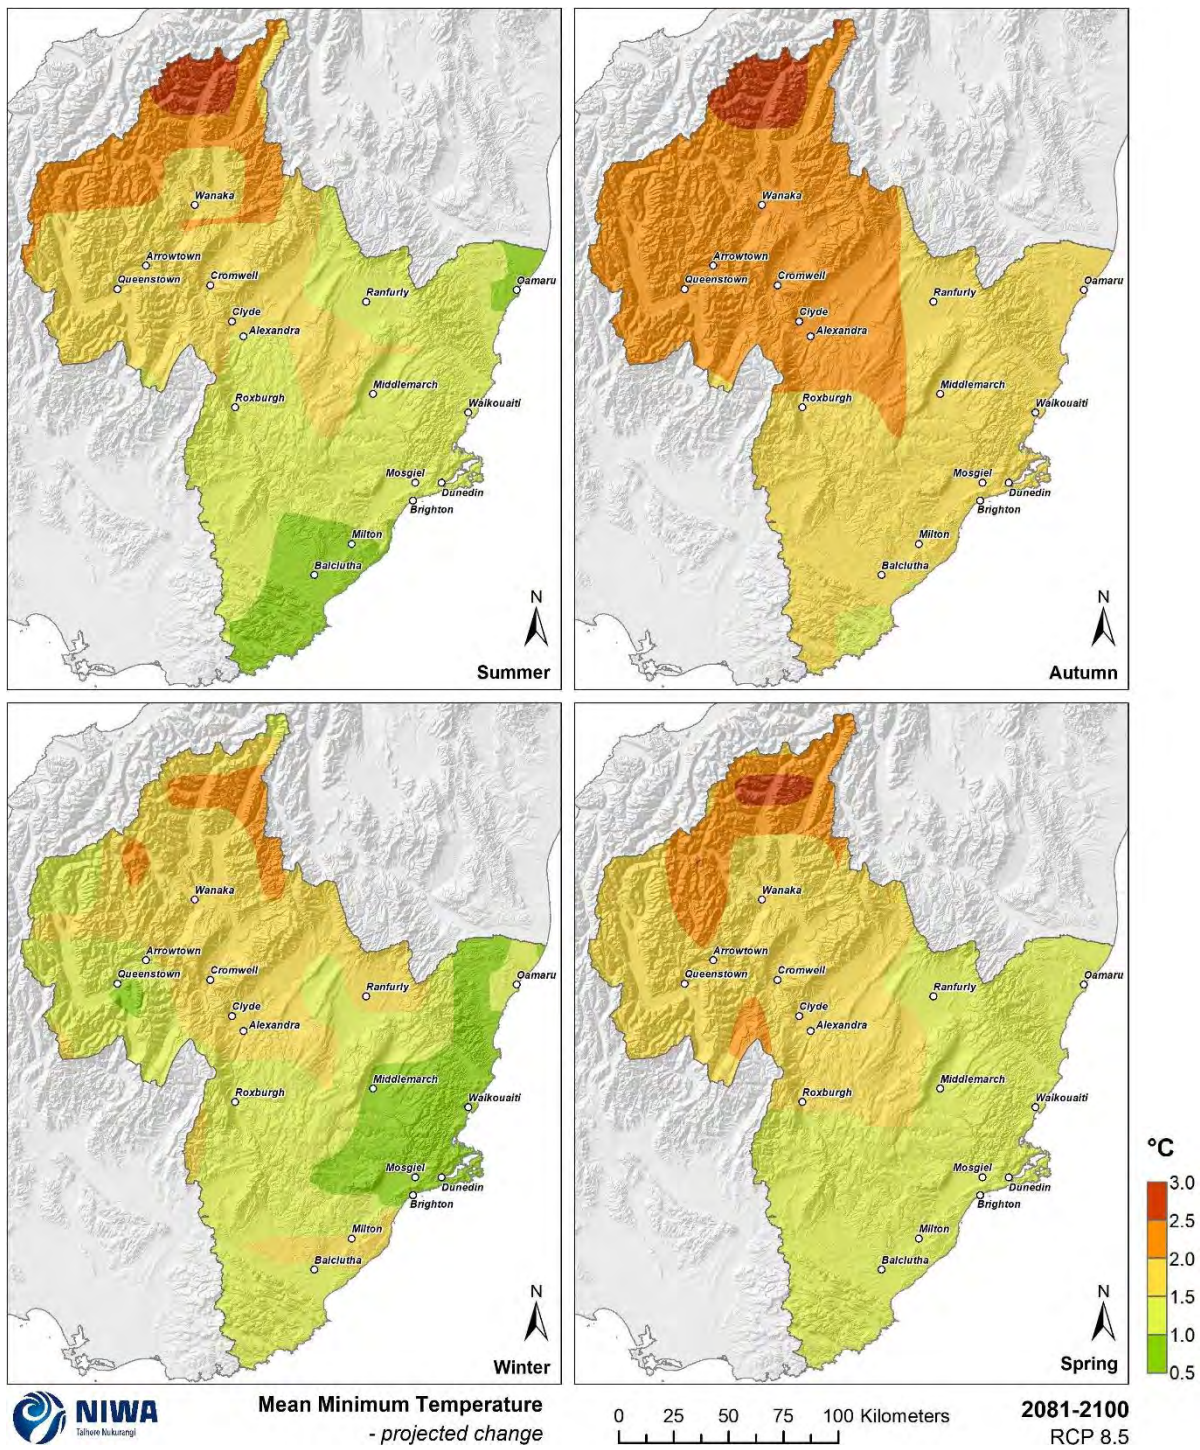 Wanaka
Arrowtown
Queenstown
Cromwell
Clyde
Alexandra
Ranfurly
Oamaru
Roxburgh
Middlemarch
Waikouaiti
Mosgiel
Dunedin
Brighton
Milton
Balclutha
N
Summer
Wanaka
Arrowtown
Queenstown
Cromwell
Clyde
Alexandra
Ranfurly
Oamaru
Roxburgh
Middlemarch
Waikouaiti
Mosgiel
Dunedin
Brighton
Milton
Balclutha
N
Autumn
Wanaka
Arrowtown
Queenstown
Cromwell
Clyde
Alexandra
Ranfurly
Oamaru
Roxburgh
Middlemarch
Waikouaiti
Mosgiel
Dunedin
Brighton
Milton
Balclutha
N
Winter
Wanaka
Arrowtown
Queenstown
Cromwell
Clyde
Alexandra
Ranfurly
Oamaru
Roxburgh
Middlemarch
Waikouaiti
Mosgiel
Dunedin
Brighton
Milton
Balclutha
N
Spring
°C
3.0
2.5
2.0
1.5
1.0
0.5
NIWA
Taihoro Nukurangi
Mean Minimum Temperature
- projected change
0 25 50 75 100 Kilometers
2081-2100
RCP 8.5